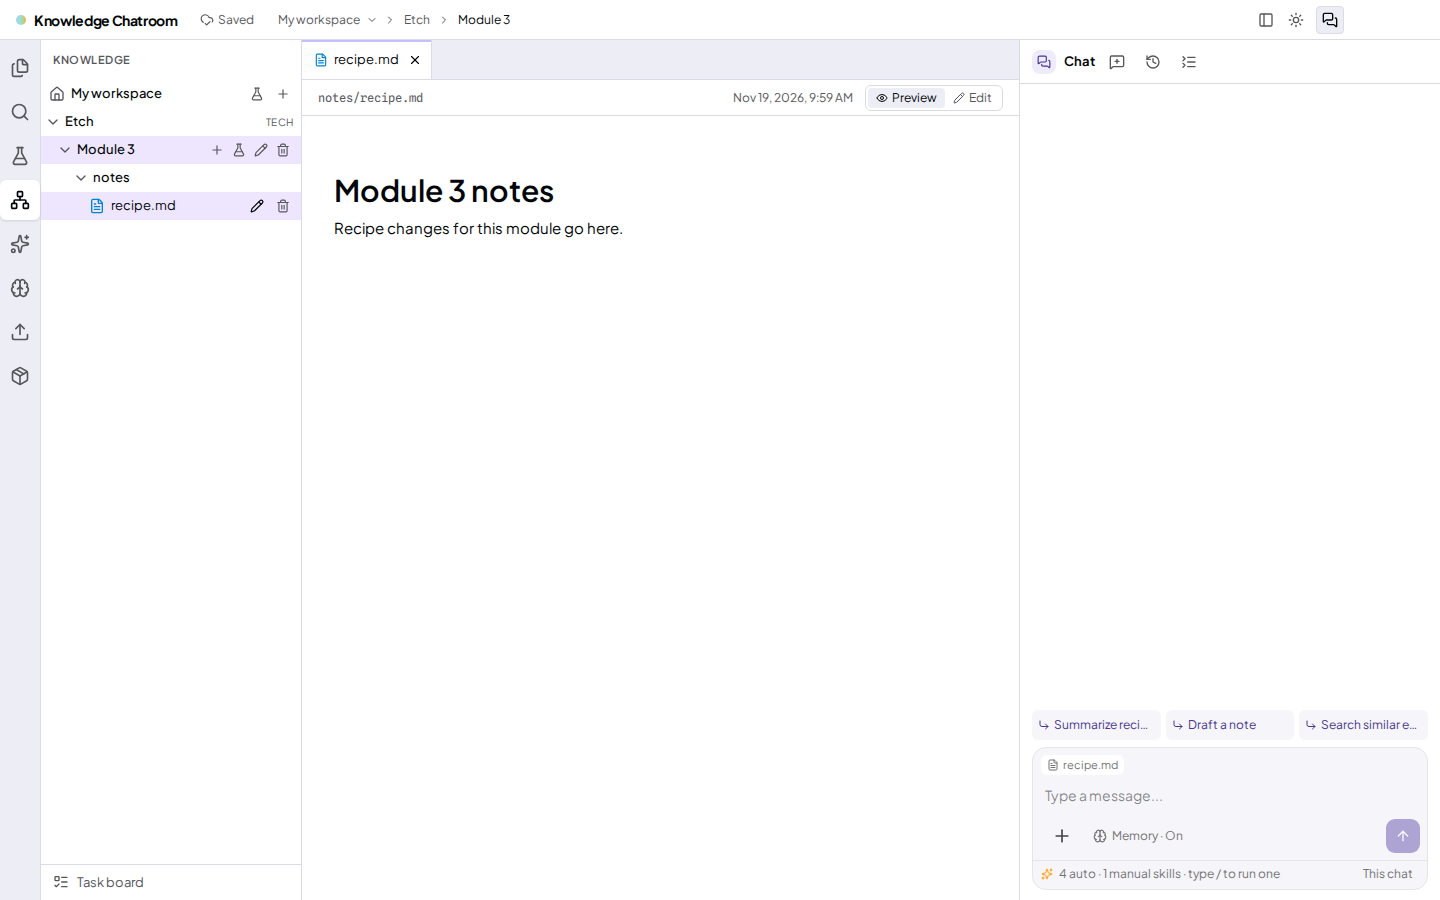 Knowledge Chatroom
Saved
My workspace
Etch
Module 3
KNOWLEDGE
My workspace
Etch
TECH
Module 3
notes
recipe.md
Task board
recipe.md
notes/recipe.md
Nov 19, 2026, 9:59 AM
Preview
Edit
Module 3 notes
Recipe changes for this module go here.
Chat
Summarize reci...
Draft a note
Search similar e...
recipe.md
Type a message...
Memory · On
4 auto · 1 manual skills · type / to run one
This chat